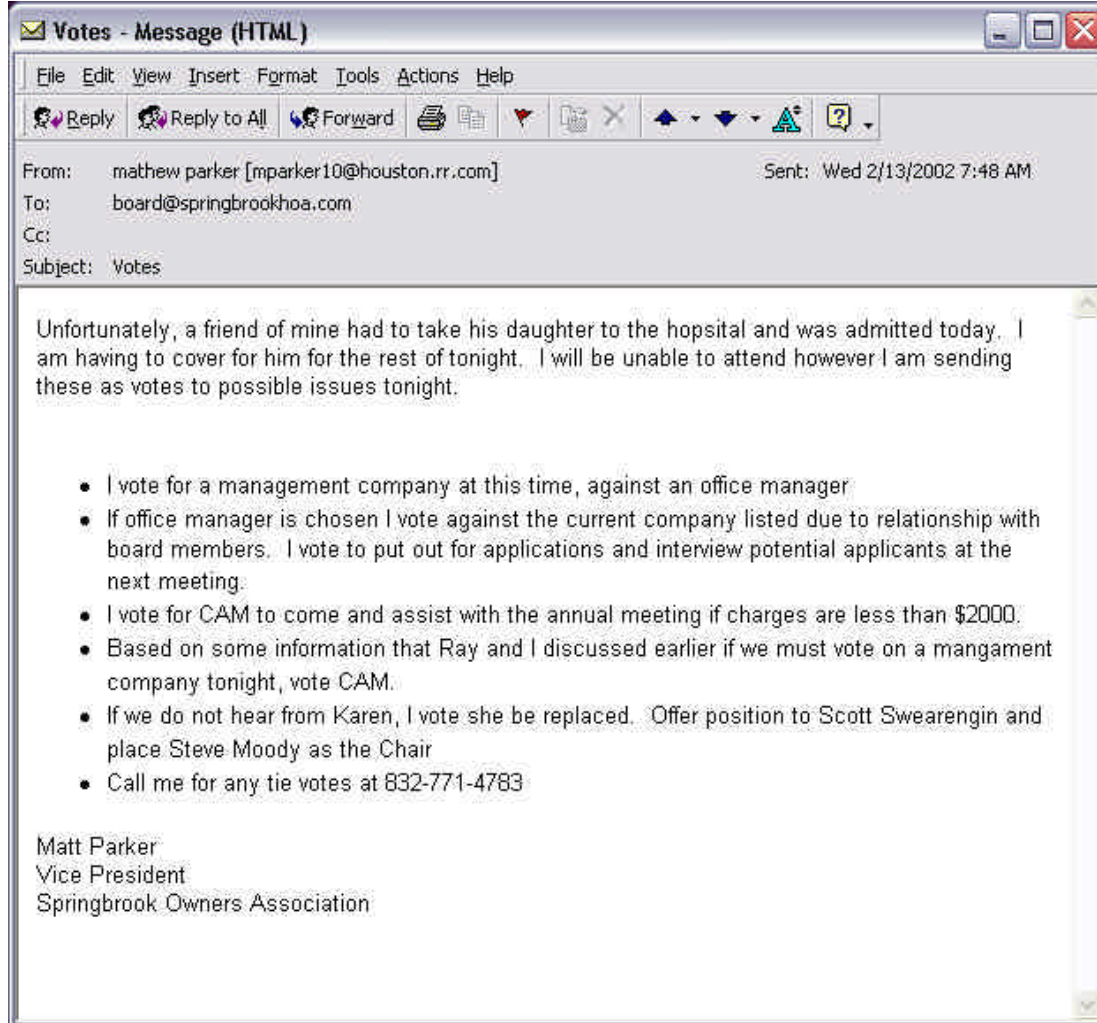 Votes - Message (HTML)
File Edit View Insert Format Tools Actions Help
Reply Reply to All Forward
From: mathew parker [mparker10@houston.rr.com] Sent: Wed 2/13/2002 7:48 AM
To: board@springbrookhoa.com
Cc:
Subject: Votes
Unfortunately, a friend of mine had to take his daughter to the hopsital and was admitted today. I
am having to cover for him for the rest of tonight. I will be unable to attend however I am sending
these as votes to possible issues tonight.
• I vote for a management company at this time, against an office manager
• If office manager is chosen I vote against the current company listed due to relationship with
board members. I vote to put out for applications and interview potential applicants at the
next meeting.
• I vote for CAM to come and assist with the annual meeting if charges are less than $2000.
• Based on some information that Ray and I discussed earlier if we must vote on a mangament
company tonight, vote CAM.
• If we do not hear from Karen, I vote she be replaced. Offer position to Scott Swearengin and
place Steve Moody as the Chair
• Call me for any tie votes at 832-771-4783
Matt Parker
Vice President
Springbrook Owners Association